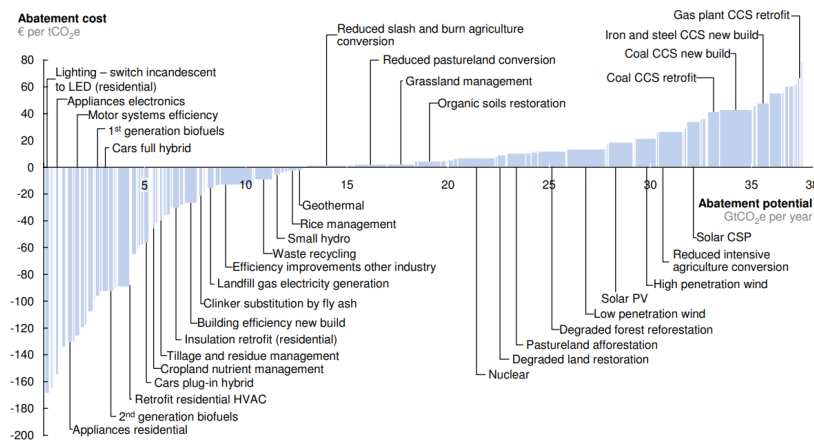 Abatement cost
€ per tCO2e
Gas plant CCS retrofit
Reduced slash and burn agriculture
conversion
Iron and steel CCS new build
Coal CCS new build
80
Lighting – switch incandescent
to LED (residential)
Reduced pastureland conversion
60
Grassland management
Coal CCS retrofit
Appliances electronics
Organic soils restoration
40
Motor systems efficiency
1st generation biofuels
20
Cars full hybrid
0
5
10
15
20
25
30
35
38
-20
Geothermal
Abatement potential
GtCO2e per year
-40
Rice management
Small hydro
Solar CSP
-60
Waste recycling
Reduced intensive
agriculture conversion
Efficiency improvements other industry
-80
Landfill gas electricity generation
High penetration wind
Solar PV
-100
Clinker substitution by fly ash
Low penetration wind
-120
Building efficiency new build
Degraded forest reforestation
Insulation retrofit (residential)
Pastureland afforestation
-140
Tillage and residue management
Degraded land restoration
Cropland nutrient management
Nuclear
-160
Cars plug-in hybrid
Retrofit residential HVAC
-180
2nd generation biofuels
Appliances residential
-200